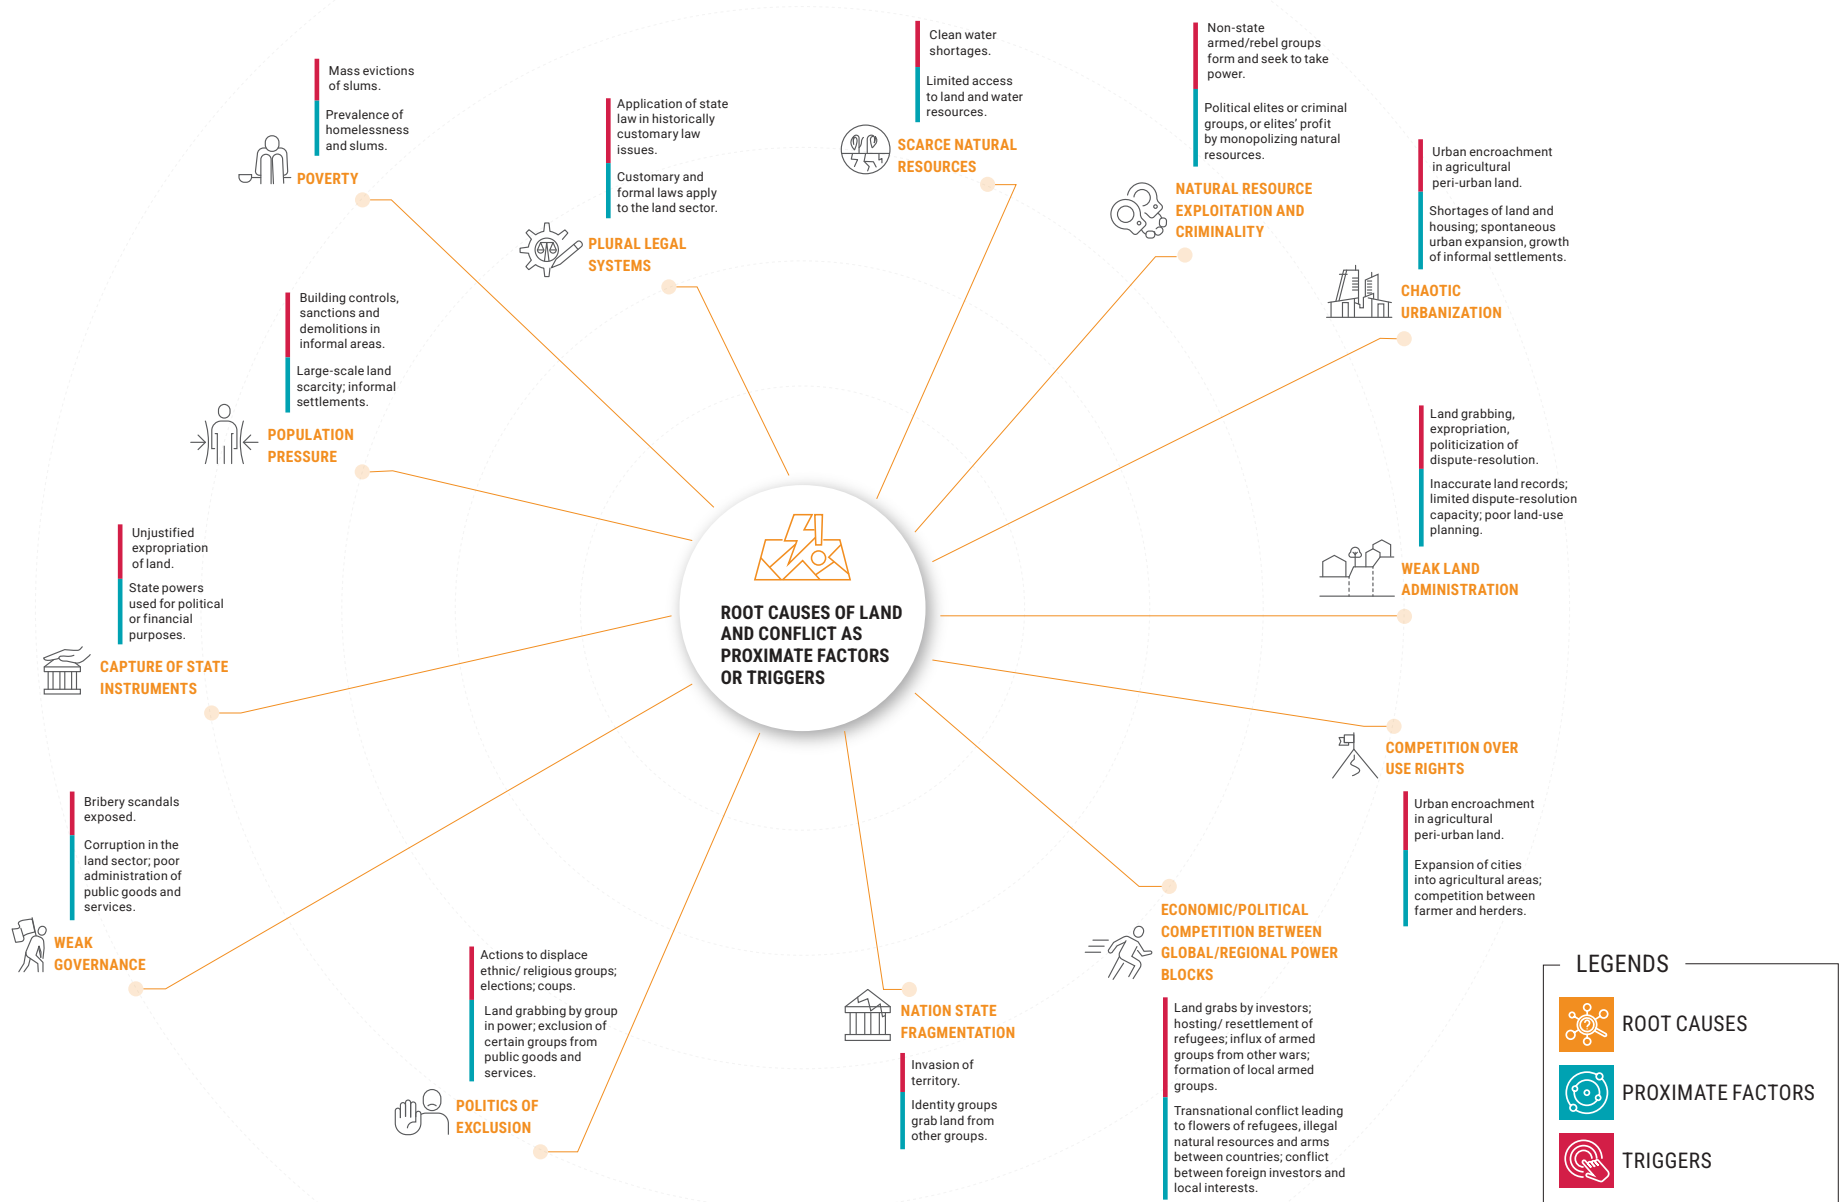 Mass evictions
of slums.
Prevalence of
homelessness
and slums.
POVERTY
Application of state
law in historically
customary law
issues.
Customary and
formal laws apply
to the land sector.
PLURAL LEGAL
SYSTEMS
Clean water
shortages.
Limited access
to land and water
resources.
SCARCE NATURAL
RESOURCES
Non-state
armed/rebel groups
form and seek to take
power.
Political elites or criminal
groups, or elites' profit
by monopolizing natural
resources.
NATURAL RESOURCE
EXPLOITATION AND
CRIMINALITY
Urban encroachment
in agricultural
peri-urban land.
Shortages of land and
housing; spontaneous
urban expansion, growth
of informal settlements.
CHAOTIC
URBANIZATION
Building controls,
sanctions and
demolitions in
informal areas.
Large-scale land
scarcity; informal
settlements.
POPULATION
PRESSURE
Land grabbing,
expropriation,
politicization of
dispute-resolution.
Inaccurate land records;
limited dispute-resolution
capacity; poor land-use
planning.
WEAK LAND
ADMINISTRATION
Unjustified
expropriation
of land.
State powers
used for political
or financial
purposes.
CAPTURE OF STATE
INSTRUMENTS
ROOT CAUSES OF LAND
AND CONFLICT AS
PROXIMATE FACTORS
OR TRIGGERS
COMPETITION OVER
USE RIGHTS
Urban encroachment
in agricultural
peri-urban land.
Expansion of cities
into agricultural areas;
competition between
farmer and herders.
Bribery scandals
exposed.
Corruption in the
land sector; poor
administration of
public goods and
services.
WEAK
GOVERNANCE
Actions to displace
ethnic/ religious groups;
elections; coups.
Land grabbing by group
in power; exclusion of
certain groups from
public goods and
services.
POLITICS OF
EXCLUSION
NATION STATE
FRAGMENTATION
Invasion of
territory.
Identity groups
grab land from
other groups.
ECONOMIC/POLITICAL
COMPETITION BETWEEN
GLOBAL/REGIONAL POWER
BLOCKS
Land grabs by investors;
hosting/ resettlement of
refugees; influx of armed
groups from other wars;
formation of local armed
groups.
Transnational conflict leading
to flowers of refugees, illegal
natural resources and arms
between countries; conflict
between foreign investors and
local interests.
LEGENDS
ROOT CAUSES
PROXIMATE FACTORS
TRIGGERS